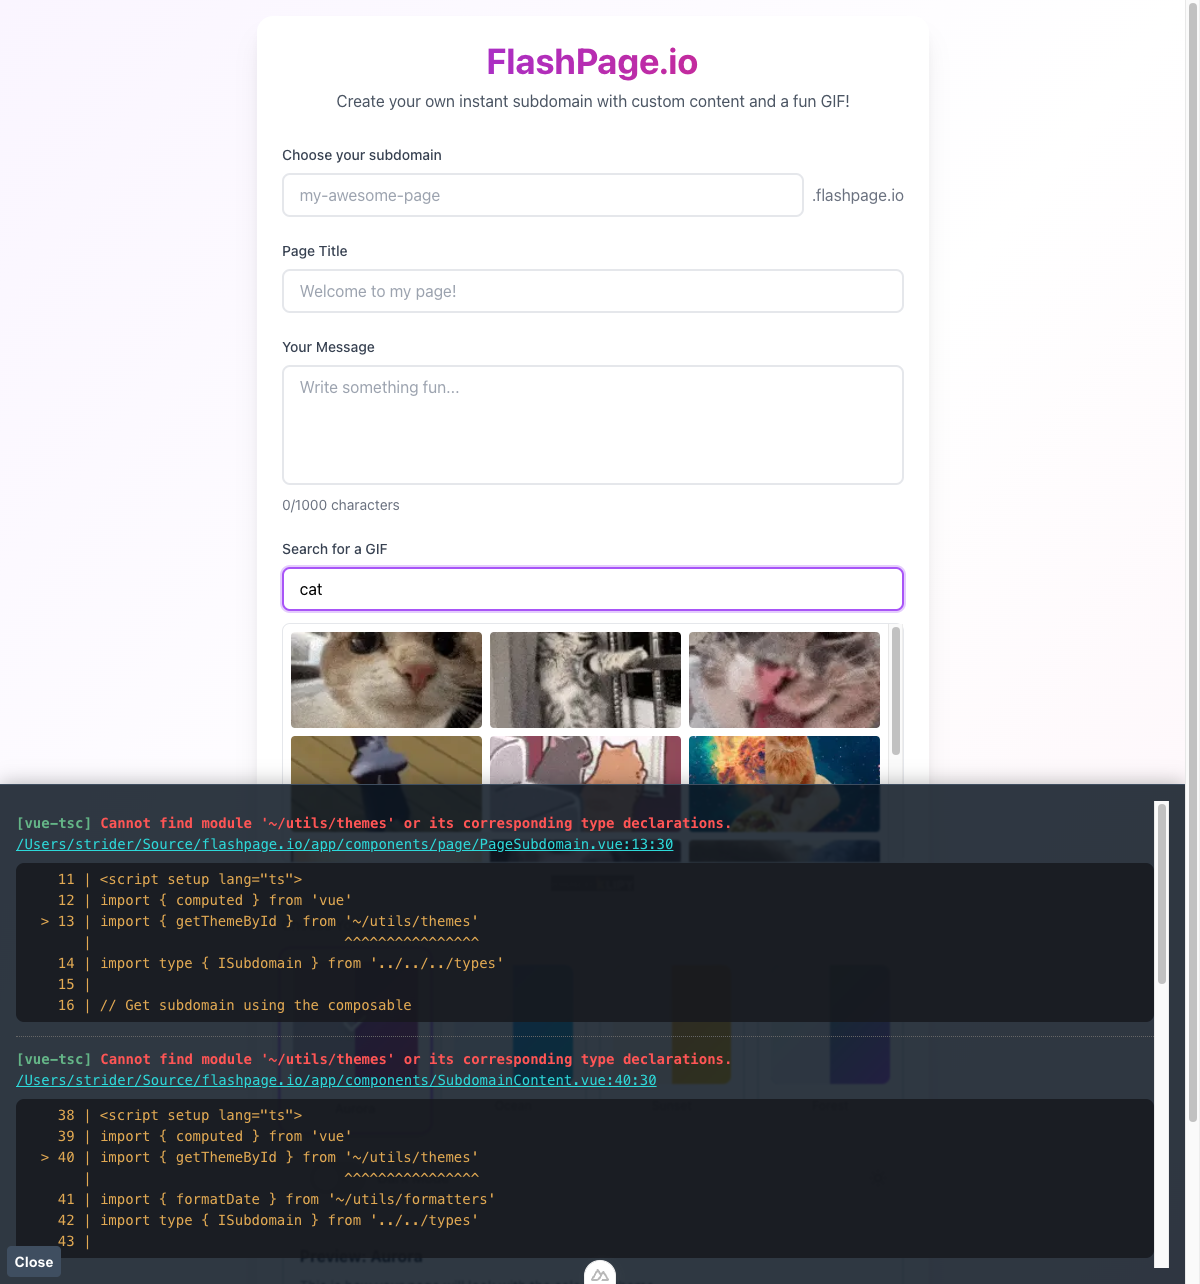 FlashPage.io
Create your own instant subdomain with custom content and a fun GIF!
Choose your subdomain
my-awesome-page
.flashpage.io
Page Title
Welcome to my page!
Your Message
Write something fun...
0/1000 characters
Search for a GIF
cat
[vue-tsc] Cannot find module '~/utils/themes' or its corresponding type declarations.
/Users/strider/Source/flashpage.io/app/components/page/PageSubdomain.vue:13:30
11 | <script setup lang="ts">
12 | import { computed } from 'vue'
> 13 | import { getThemeById } from '~/utils/themes'
| ^^^^^^^^^^^^^^^^
14 | import type { ISubdomain } from '../../../types'
15 |
16 | // Get subdomain using the composable
[vue-tsc] Cannot find module '~/utils/themes' or its corresponding type declarations.
/Users/strider/Source/flashpage.io/app/components/SubdomainContent.vue:40:30
38 | <script setup lang="ts">
39 | import { computed } from 'vue'
> 40 | import { getThemeById } from '~/utils/themes'
| ^^^^^^^^^^^^^^^^
41 | import { formatDate } from '~/utils/formatters'
42 | import type { ISubdomain } from '../../types'
43 |
Close
Preview: Aurora